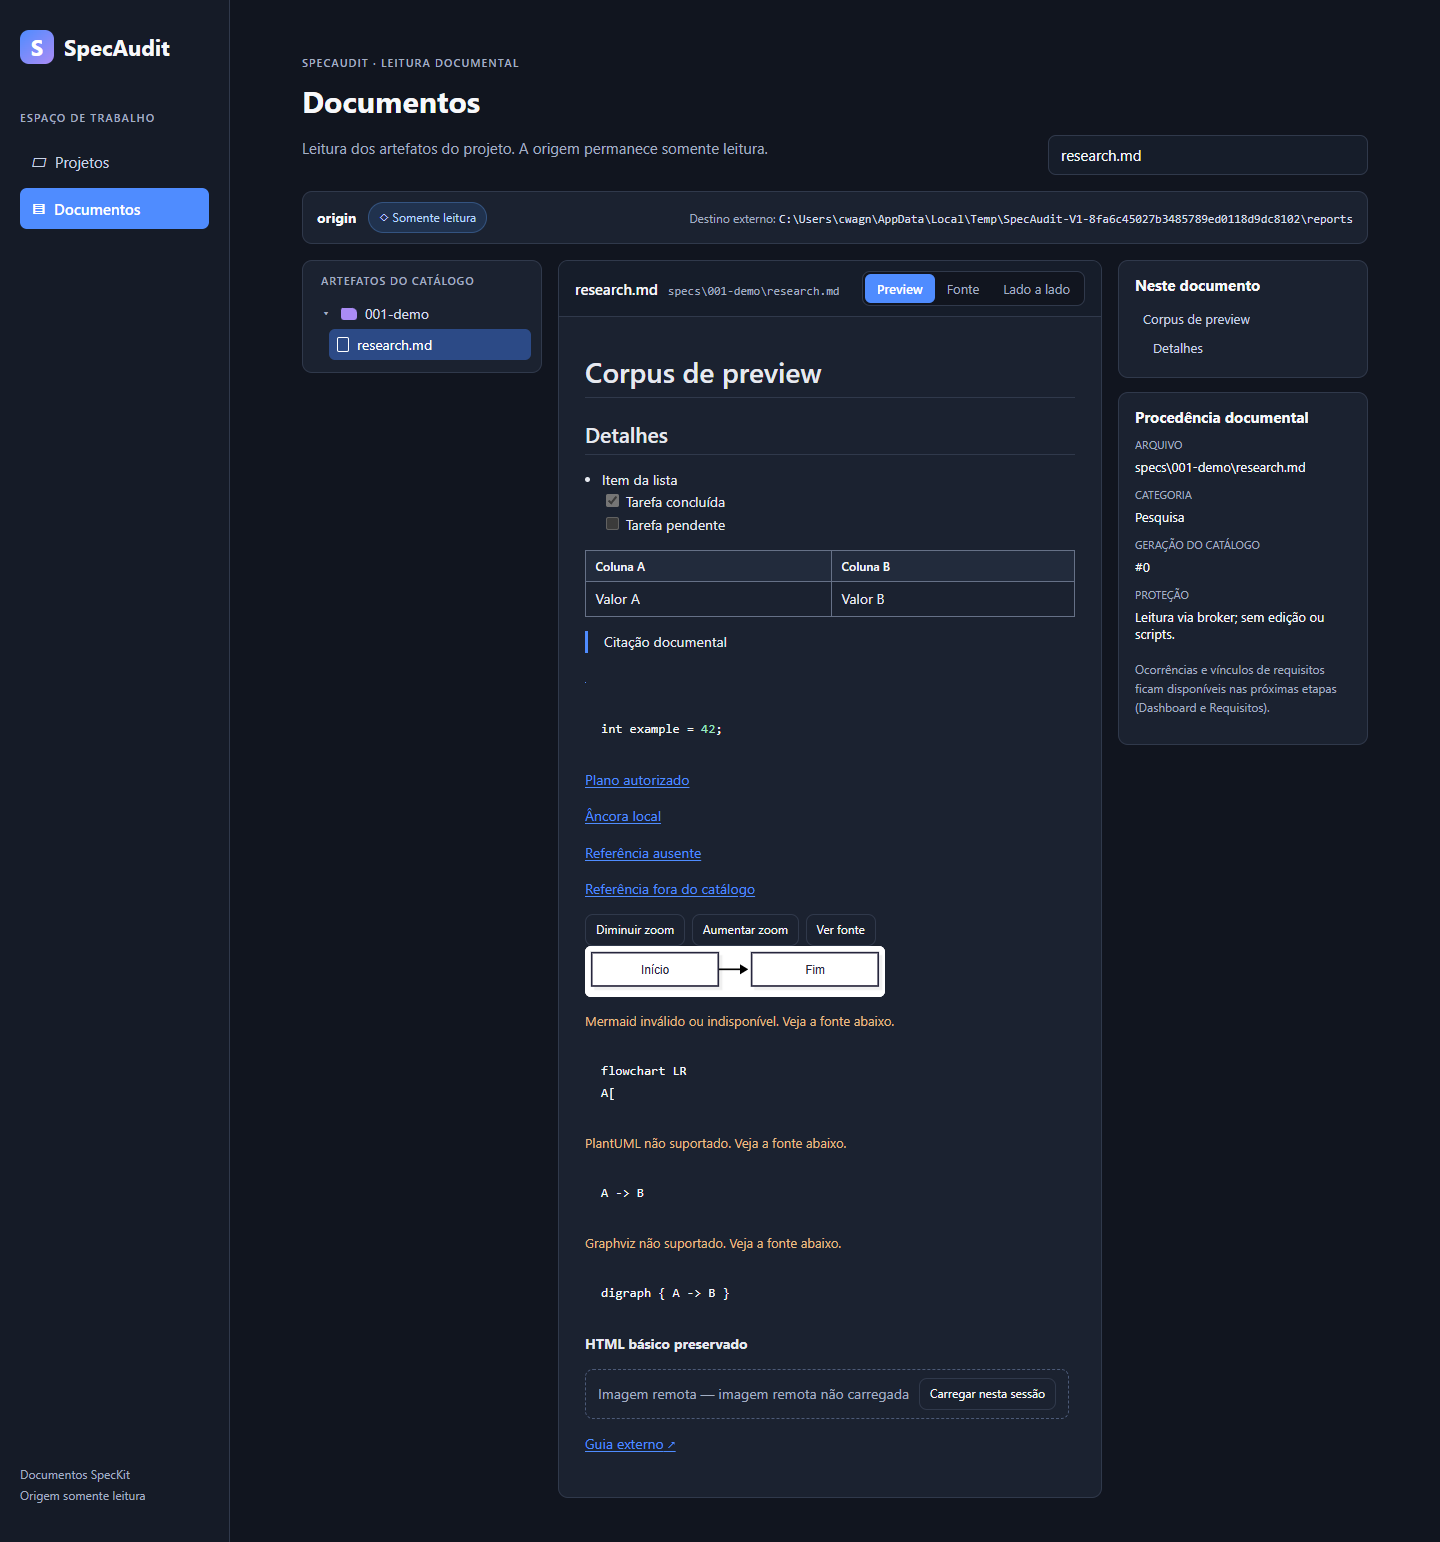 S SpecAudit
ESPAÇO DE TRABALHO
Projetos
Documentos
Documentos SpecKit
Origem somente leitura
SPECAUDIT · LEITURA DOCUMENTAL
Documentos
Leitura dos artefatos do projeto. A origem permanece somente leitura.
research.md
origin
Somente leitura
Destino externo: C:\Users\cwagn\AppData\Local\Temp\SpecAudit-V1-8fa6c45027b3485789ed0118d9dc8102\reports
ARTEFATOS DO CATÁLOGO
001-demo
research.md
research.md specs\001-demo\research.md
Preview Fonte Lado a lado
Corpus de preview
Detalhes
Item da lista
Tarefa concluída
Tarefa pendente
Coluna A Coluna B
Valor A Valor B
Citação documental
int example = 42;
Plano autorizado
Âncora local
Referência ausente
Referência fora do catálogo
Diminuir zoom Aumentar zoom Ver fonte
Início Fim
Mermaid inválido ou indisponível. Veja a fonte abaixo.
flowchart LR
A[
PlantUML não suportado. Veja a fonte abaixo.
A -> B
Graphviz não suportado. Veja a fonte abaixo.
digraph { A -> B }
HTML básico preservado
Imagem remota — imagem remota não carregada Carregar nesta sessão
Guia externo ↗
Neste documento
Corpus de preview
Detalhes
Procedência documental
ARQUIVO
specs\001-demo\research.md
CATEGORIA
Pesquisa
GERAÇÃO DO CATÁLOGO
#0
PROTEÇÃO
Leitura via broker; sem edição ou
scripts.
Ocorrências e vínculos de requisitos
ficam disponíveis nas próximas etapas
(Dashboard e Requisitos).